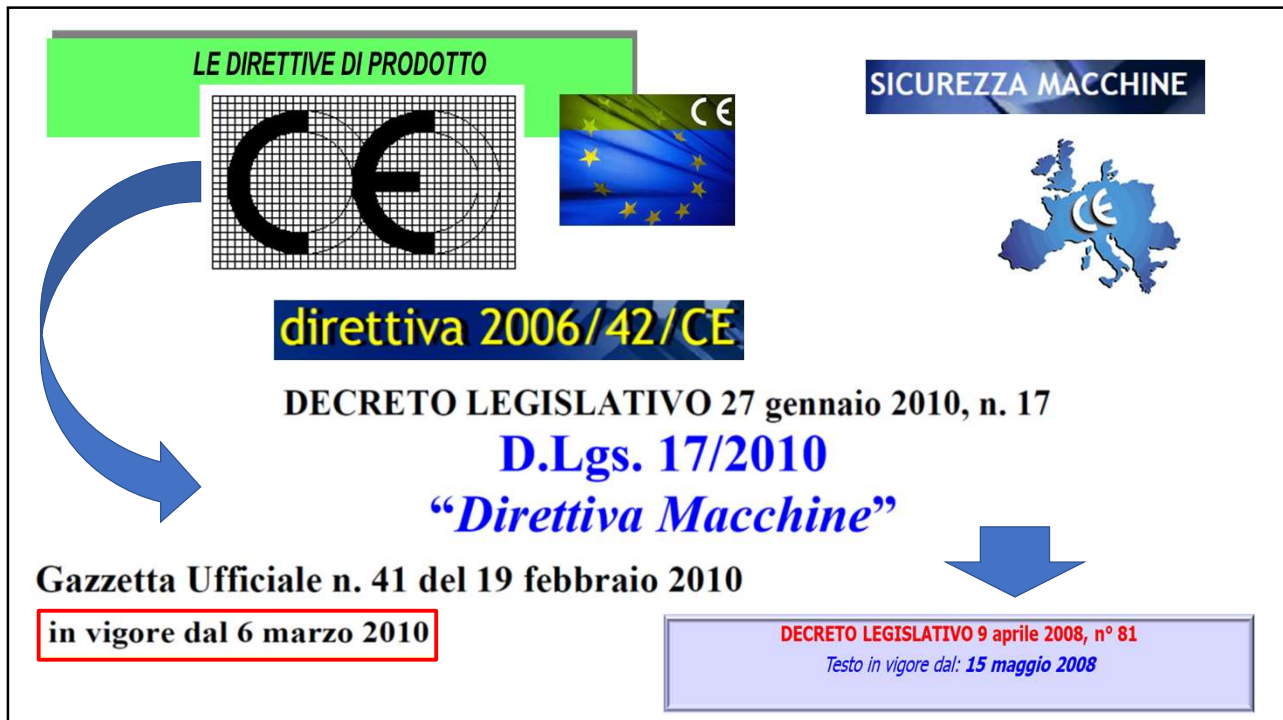 LE DIRETTIVE DI PRODOTTO
SICUREZZA MACCHINE
CE
CE
CE
direttiva 2006/42/CE
DECRETO LEGISLATIVO 27 gennaio 2010, n. 17
D.Lgs. 17/2010
“Direttiva Macchine”
Gazzetta Ufficiale n. 41 del 19 febbraio 2010
in vigore dal 6 marzo 2010
DECRETO LEGISLATIVO 9 aprile 2008, n° 81
Testo in vigore dal: 15 maggio 2008